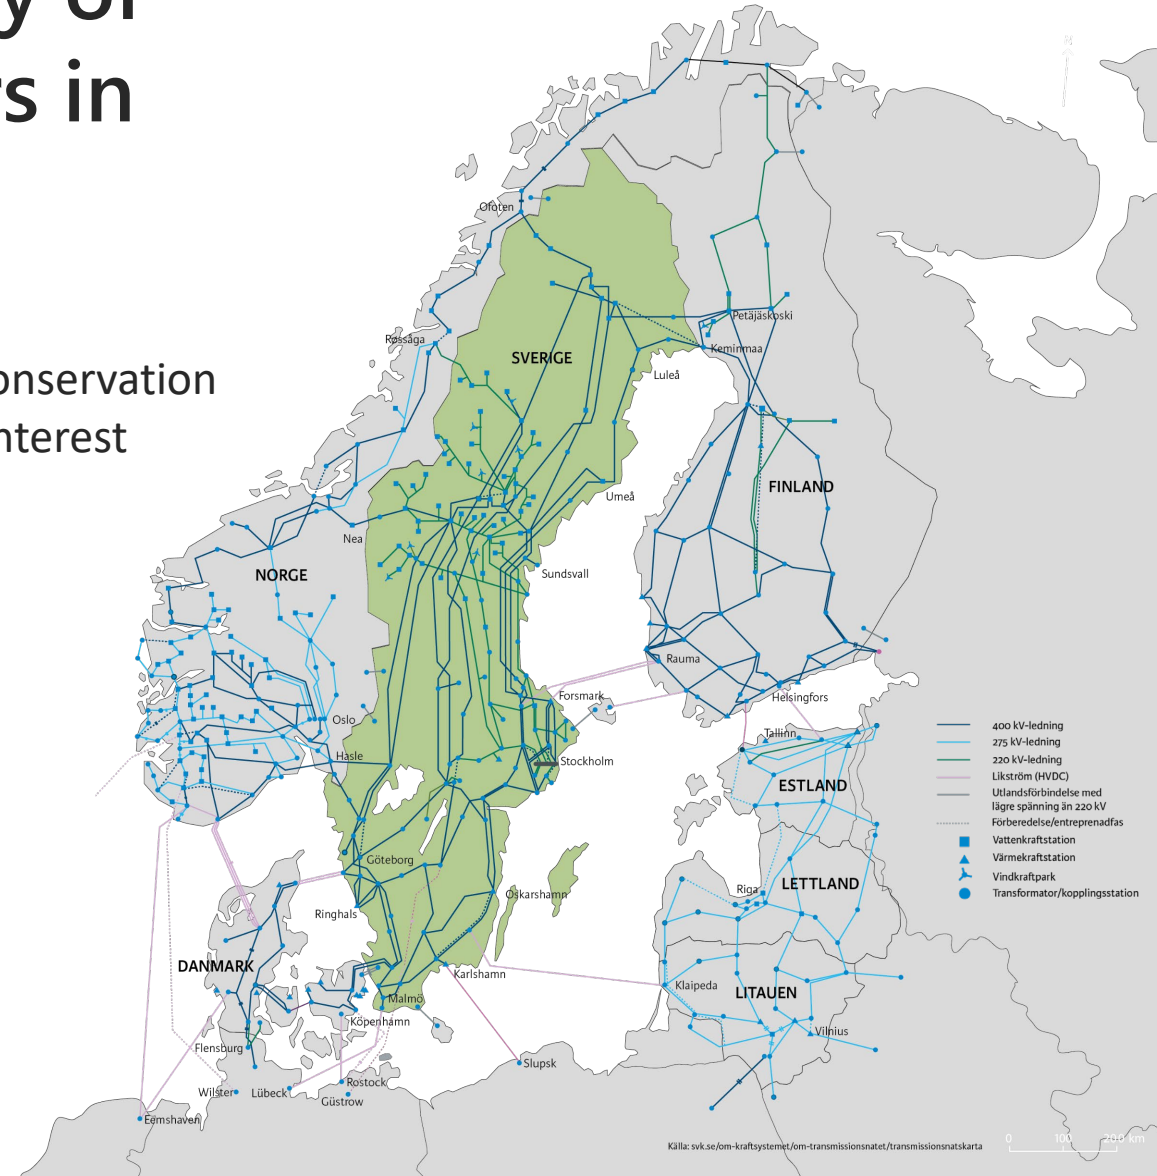 rs in
onservation
nterest
N
Ofoten
Røssåga
Petäjäskoski
Keminmaa
SVERIGE
Luleå
FINLAND
Umeå
Nea
Sundsvall
NORGE
Rauma
Forsmark
Helsingfors
Oslo
Tallinn
Hasle
Stockholm
ESTLAND
400 kV-ledning
275 kV-ledning
220 kV-ledning
Likström (HVDC)
Utlandsförbindelse med
lägre spänning än 220 kV
Förberedelse/entreprenadfas
Vattenkraftstation
Värmekraftstation
Vindkraftpark
Transformator/kopplingsstation
Göteborg
LETTLAND
Riga
Oskarshamn
Ringhals
DANMARK
Karlshamn
Klaipeda
LITAUEN
Malmö
Köpenhamn
Vilnius
Flensburg
Slupsk
Rostock
Wilster
Lübeck
Güstrow
Eemshaven
Källa: svk.se/om-kraftsystemet/om-transmissionsnatet/transmissionsnatskarta
0 100 200 km